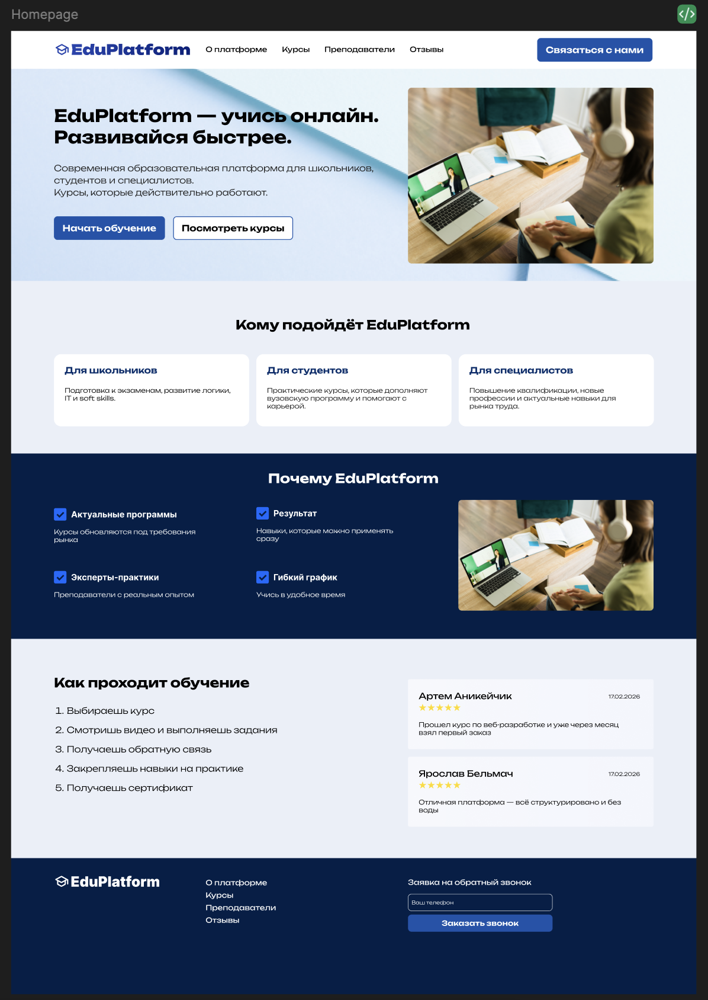 Homepage
EduPlatform
О платформе
Курсы
Преподаватели
Отзывы
Связаться с нами
EduPlatform — учись онлайн.
Развивайся быстрее.
Современная образовательная платформа для школьников,
студентов и специалистов.
Курсы, которые действительно работают.
Начать обучение
Посмотреть курсы
Кому подойдёт EduPlatform
Для школьников
Подготовка к экзаменам, развитие логики,
IT и soft skills.
Для студентов
Практические курсы, которые дополняют
вузовскую программу и помогают с
карьерой.
Для специалистов
Повышение квалификации, новые
профессии и актуальные навыки для
рынка труда.
Почему EduPlatform
Актуальные программы
Курсы обновляются под требования
рынка
Результат
Навыки, которые можно применять
сразу
Эксперты-практики
Преподаватели с реальным опытом
Гибкий график
Учись в удобное время
Как проходит обучение
1. Выбираешь курс
2. Смотришь видео и выполняешь задания
3. Получаешь обратную связь
4. Закрепляешь навыки на практике
5. Получаешь сертификат
Артем Аникейчик
17.02.2026
Прошел курс по веб-разработке и уже через месяц
взял первый заказ
Ярослав Бельмач
17.02.2026
Отличная платформа — всё структурировано и без
воды
EduPlatform
О платформе
Курсы
Преподаватели
Отзывы
Заявка на обратный звонок
Ваш телефон
Заказать звонок